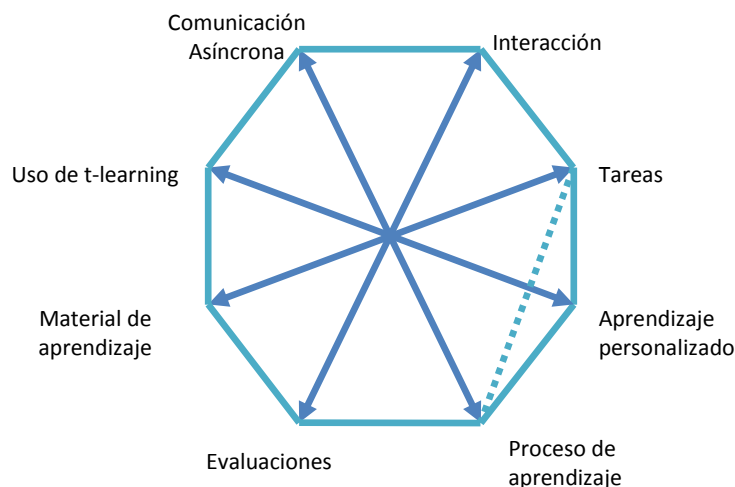 Comunicación
Asíncrona
Interacción
Uso de t-learning
Tareas
Material de
aprendizaje
Aprendizaje
personalizado
Evaluaciones
Proceso de
aprendizaje